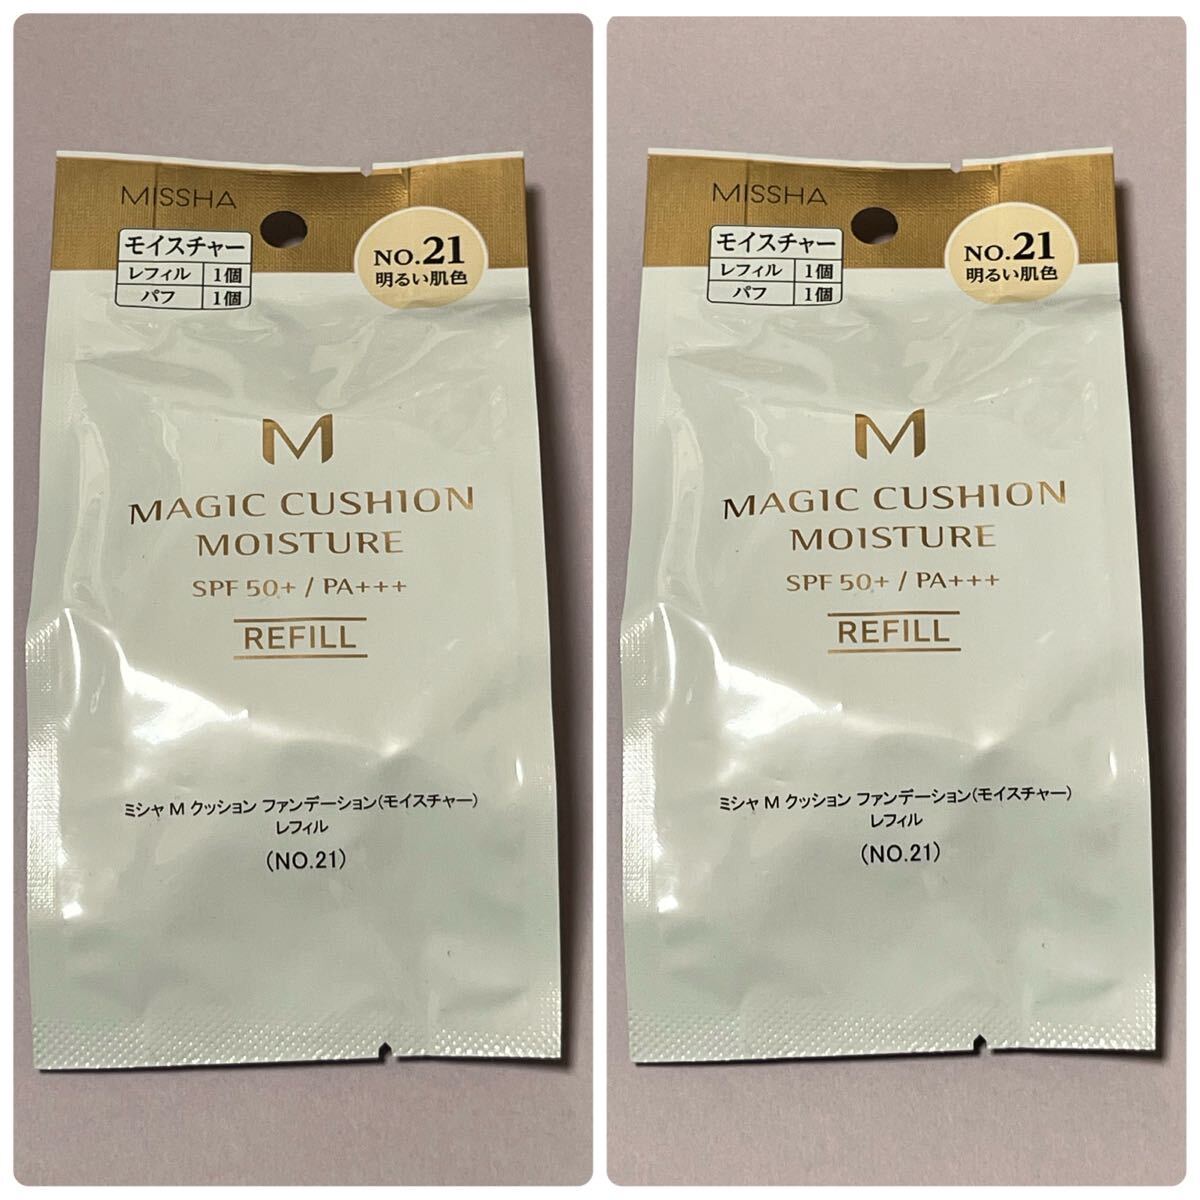 MISSHA
モイスチャー
レフィル 1個
パフ 1個
NO.21
明るい肌色
M
MAGIC CUSHION
MOISTURE
SPF 50+ / PA+++
REFILL
ミシャ M クッション ファンデーション(モイスチャー)
レフィル
(NO.21)
MISSHA
モイスチャー
レフィル 1個
パフ 1個
NO.21
明るい肌色
M
MAGIC CUSHION
MOISTURE
SPF 50+ / PA+++
REFILL
ミシャ M クッション ファンデーション(モイスチャー)
レフィル
(NO.21)